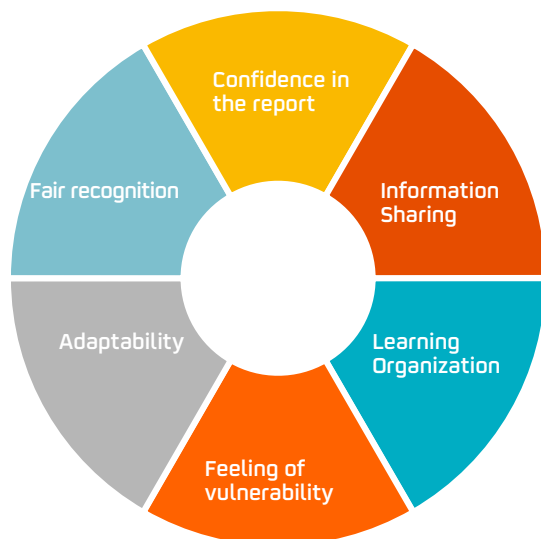 Confidence in
the report
Information
Sharing
Learning
Organization
Feeling of
vulnerability
Adaptability
Fair recognition